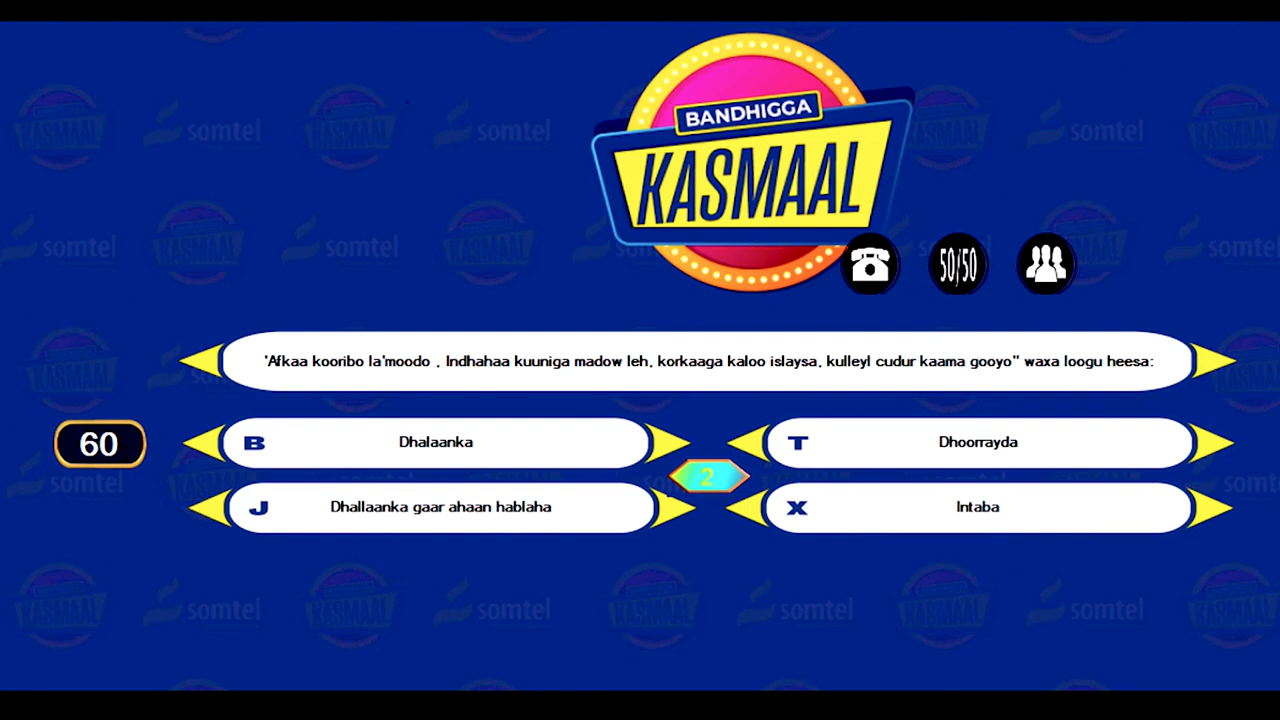 BANDHIGGA
KASMAAL
50/50
'Afkaa kooribo la'moodo , Indhahaa kuuniga madow leh, korkaaga kaloo islaysa, kulleyl cudur kaama gooyo" waxa loogu heesa:
60
B Dhalaanka
T Dhoorrayda
2
J Dhallaanka gaar ahaan hablaha
X Intaba
somtel